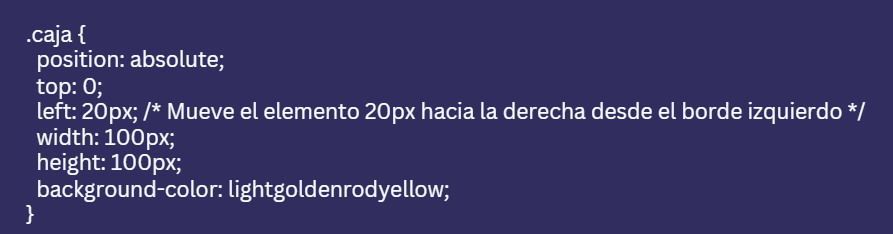 .caja {
position: absolute;
top: 0;
left: 20px; /* Mueve el elemento 20px hacia la derecha desde el borde izquierdo */
width: 100px;
height: 100px;
background-color: lightgoldenrodyellow;
}